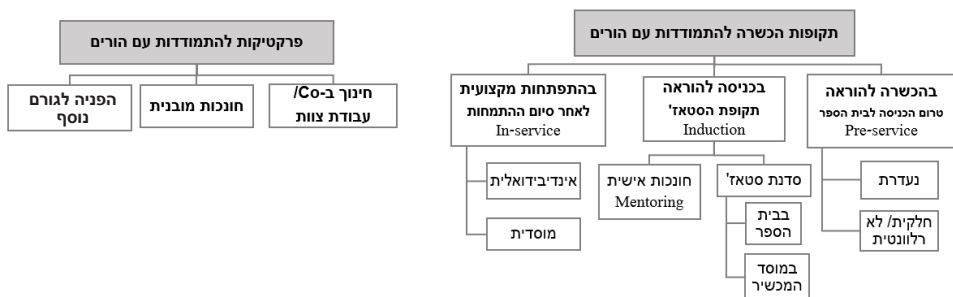 תקופות הכשרה להתמודדות עם הורים
בהכשרה להוראה
טרום הכניסה לבית הספר
Pre-service
נעדרת
חלקית/ לא
רלוונטית
בכניסה להוראה
תקופת הסטאז'
Induction
סדנת סטאז'
בבית
הספר
במוסד
המכשיר
חונכות אישית
Mentoring
בהתפתחות מקצועית
לאחר סיום ההתמחות
In-service
אינדיבידואלית
מוסדית
פרקטיקות להתמודדות עם הורים
חינוך ב-Co/
עבודת צוות
חונכות מובנית
הפניה לגורם
נוסף